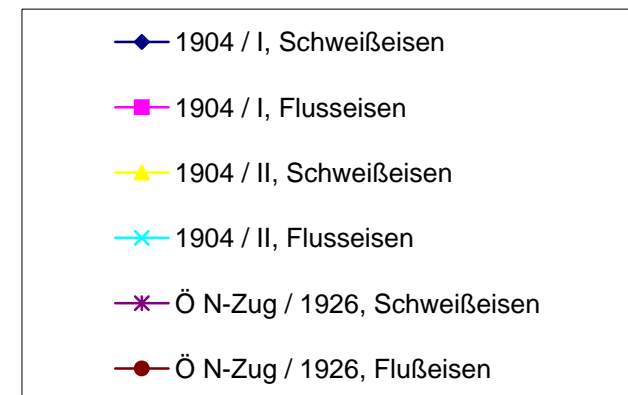 1904 / I, Schweißeisen
1904 / I, Flusseisen
1904 / II, Schweißeisen
1904 / II, Flusseisen
Ö N-Zug / 1926, Schweißeisen
Ö N-Zug / 1926, Flußeisen